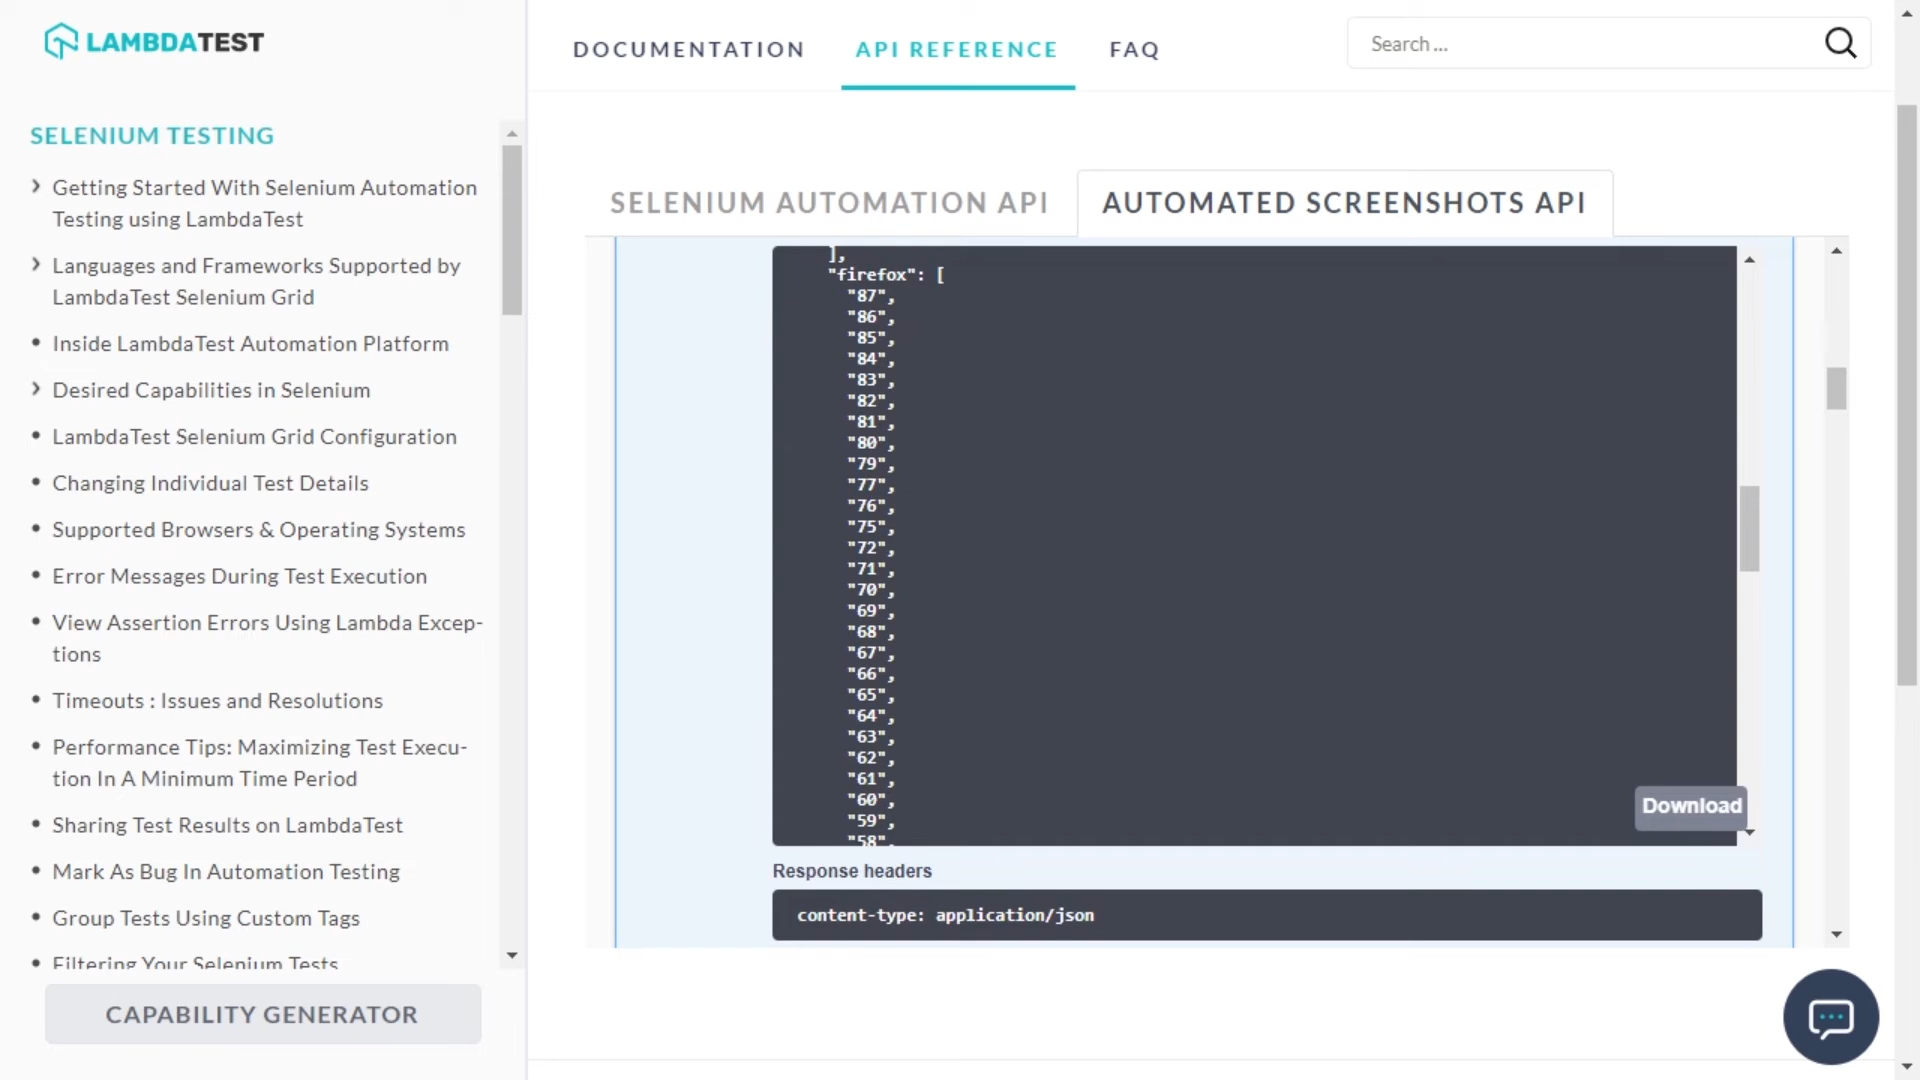 LAMBDATEST
DOCUMENTATION
API REFERENCE
FAQ
Search ...
SELENIUM TESTING
Getting Started With Selenium Automation
Testing using LambdaTest
Languages and Frameworks Supported by
LambdaTest Selenium Grid
Inside LambdaTest Automation Platform
Desired Capabilities in Selenium
LambdaTest Selenium Grid Configuration
Changing Individual Test Details
Supported Browsers & Operating Systems
Error Messages During Test Execution
View Assertion Errors Using Lambda Excep-
tions
Timeouts : Issues and Resolutions
Performance Tips: Maximizing Test Execu-
tion In A Minimum Time Period
Sharing Test Results on LambdaTest
Mark As Bug In Automation Testing
Group Tests Using Custom Tags
Filtering Your Selenium Tests
CAPABILITY GENERATOR
SELENIUM AUTOMATION API
AUTOMATED SCREENSHOTS API
],
"firefox": [
"87",
"86",
"85",
"84",
"83",
"82",
"81",
"80",
"79",
"77",
"76",
"75",
"72",
"71",
"70",
"69",
"68",
"67",
"66",
"65",
"64",
"63",
"62",
"61",
"60",
"59",
"58",
Download
Response headers
content-type: application/json